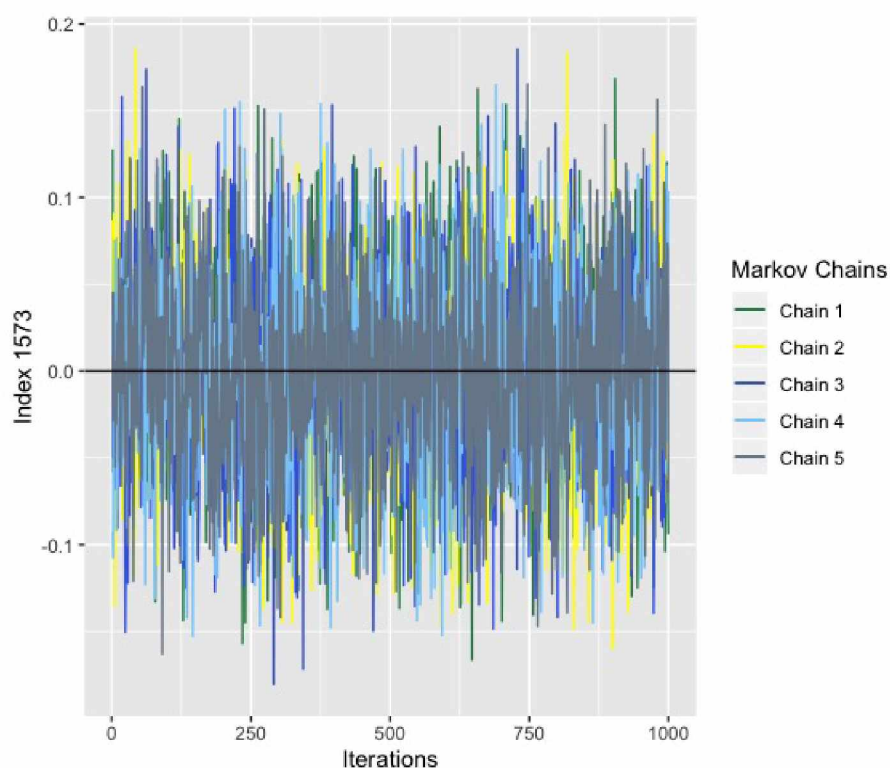 0.2
0.1
0.0
-0.1
Index 1573
0
250
500
750
1000
Iterations
Markov Chains
Chain 1
Chain 2
Chain 3
Chain 4
Chain 5